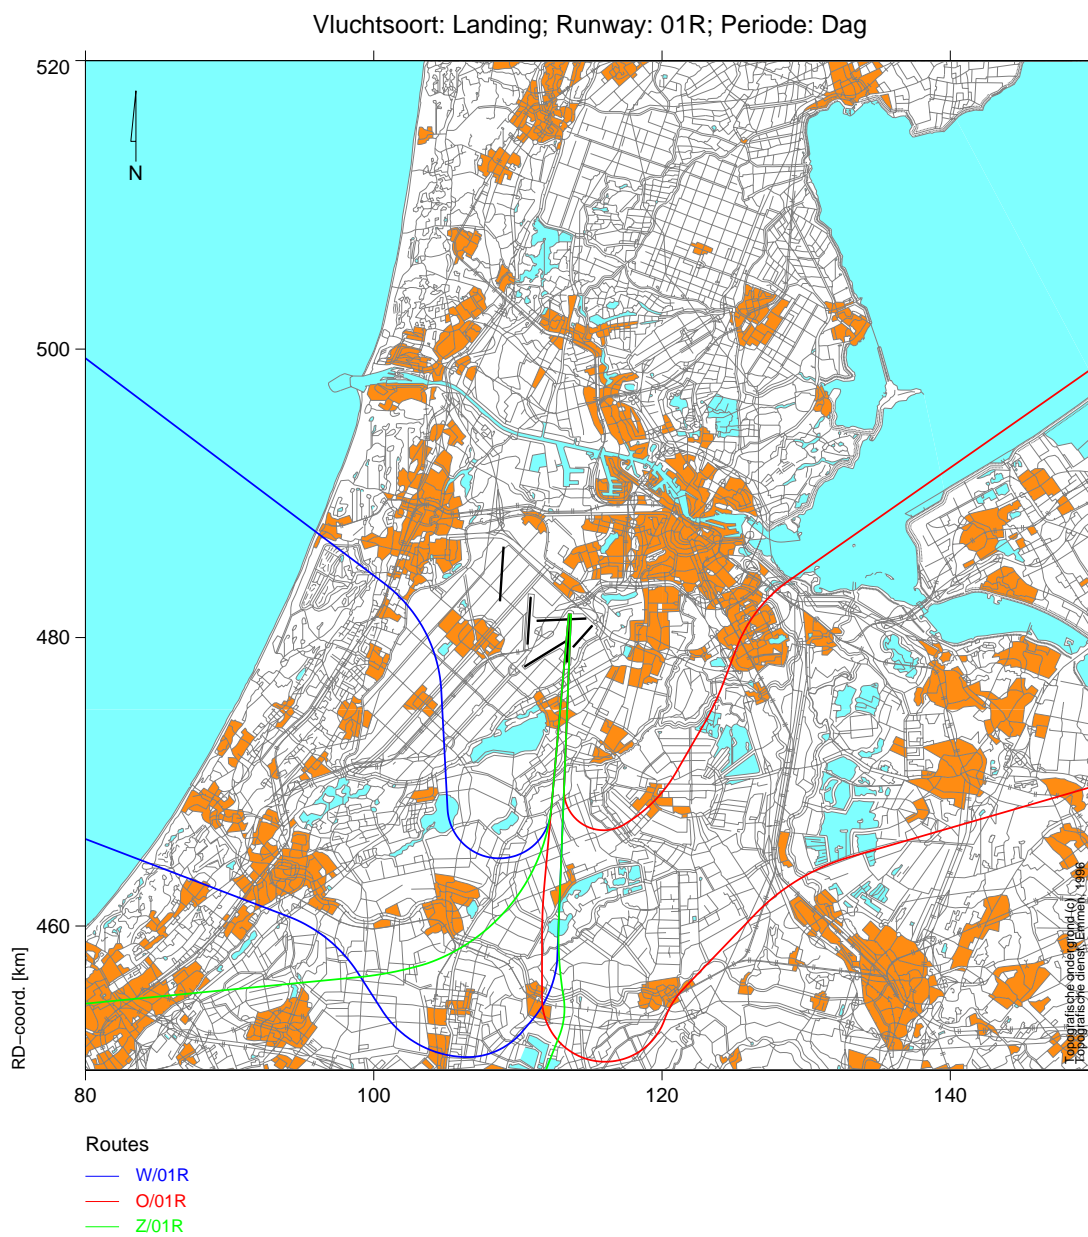 Vluchtsoort: Landing; Runway: 01R; Periode: Dag
520
N
500
480
460
RD−coord. [km]
80
100
120
140
Topografische ondergrond (c)
Topografische dienst, Emmen, 1996
Routes
W/01R
O/01R
Z/01R